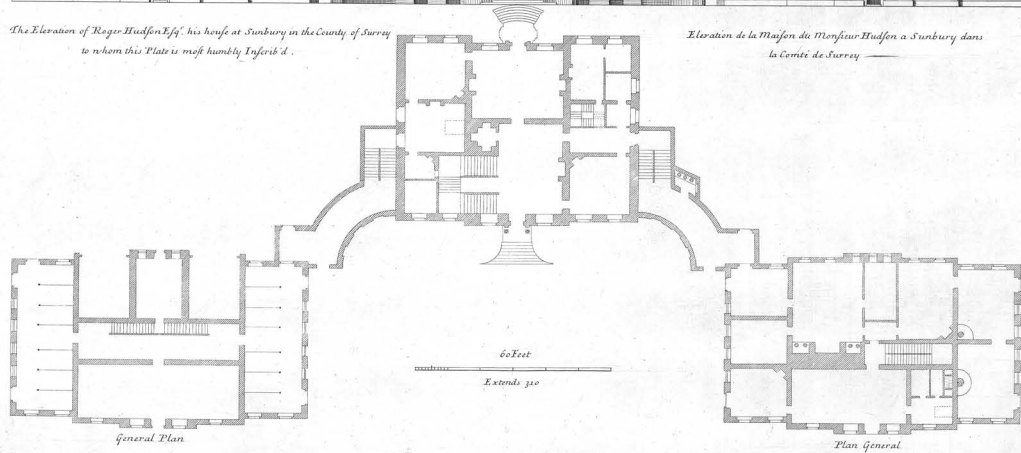 The Elevation of Roger Hudſon Eſqr. his houſe at Sunbury in the County of Surrey
to whom this Plate is moſt humbly Inſcrib'd.
Elevation de la Maiſon du Monſieur Hudſon a Sunbury dans
la Comté de Surrey
60 Feet
Extends 310
General Plan
Plan General